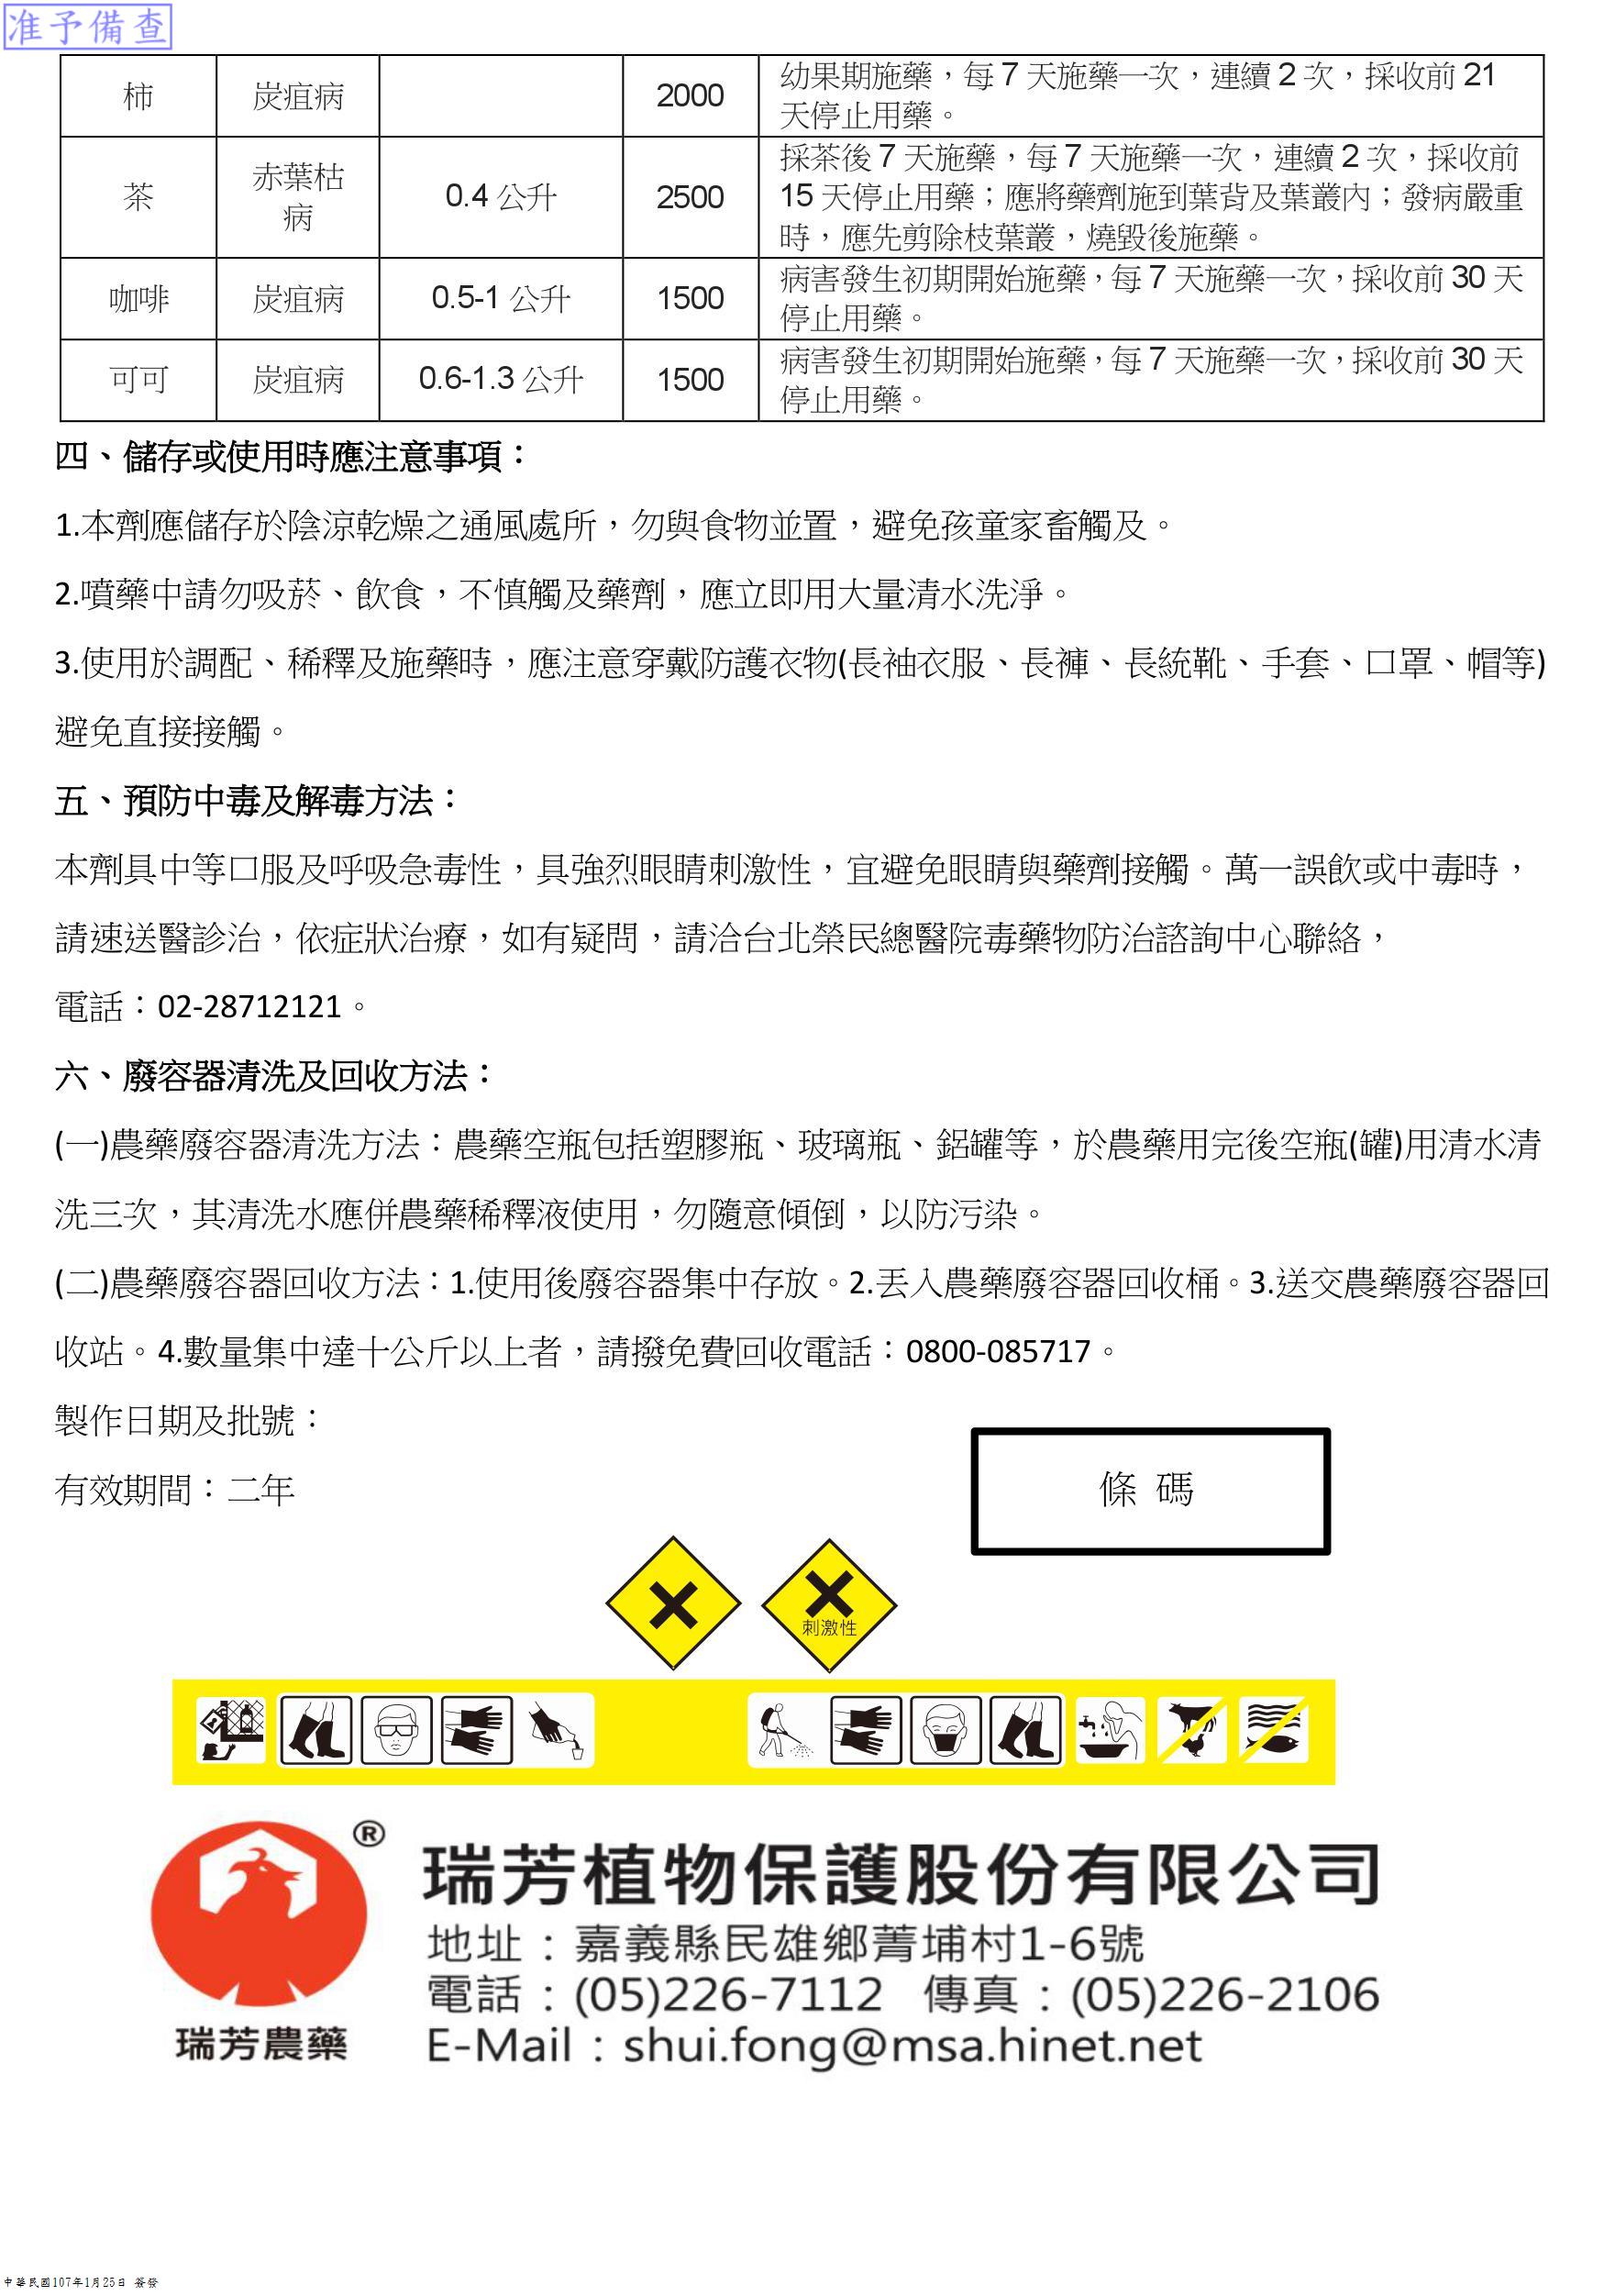 准予備查
柿 炭疽病 2000 幼果期施藥，每 7 天施藥一次，連續 2 次，採收前 21
天停止用藥。
茶 赤葉枯病 0.4 公升 2500 採茶後 7 天施藥，每 7 天施藥一次，連續 2 次，採收前
15 天停止用藥；應將藥劑施到葉背及葉叢內；發病嚴重
時，應先剪除枝葉叢，燒毀後施藥。
咖啡 炭疽病 0.5-1 公升 1500 病害發生初期開始施藥，每 7 天施藥一次，採收前 30 天
停止用藥。
可可 炭疽病 0.6-1.3 公升 1500 病害發生初期開始施藥，每 7 天施藥一次，採收前 30 天
停止用藥。
四、儲存或使用時應注意事項：
1.本劑應儲存於陰涼乾燥之通風處所，勿與食物並置，避免孩童家畜觸及。
2.噴藥中請勿吸菸、飲食，不慎觸及藥劑，應立即用大量清水洗淨。
3.使用於調配、稀釋及施藥時，應注意穿戴防護衣物(長袖衣服、長褲、長統靴、手套、口罩、帽等)
避免直接接觸。
五、預防中毒及解毒方法：
本劑具中等口服及呼吸急毒性，具強烈眼睛刺激性，宜避免眼睛與藥劑接觸。萬一誤飲或中毒時，
請速送醫診治，依症狀治療，如有疑問，請洽台北榮民總醫院毒藥物防治諮詢中心聯絡，
電話：02-28712121。
六、廢容器清洗及回收方法：
(一)農藥廢容器清洗方法：農藥空瓶包括塑膠瓶、玻璃瓶、鋁罐等，於農藥用完後空瓶(罐)用清水清
洗三次，其清洗水應併農藥稀釋液使用，勿隨意傾倒，以防污染。
(二)農藥廢容器回收方法：1.使用後廢容器集中存放。2.丟入農藥廢容器回收桶。3.送交農藥廢容器回
收站。4.數量集中達十公斤以上者，請撥免費回收電話：0800-085717。
製作日期及批號：
有效期間：二年
條 碼
刺激性
®
瑞芳植物保護股份有限公司
地址：嘉義縣民雄鄉菁埔村1-6號
電話：(05)226-7112 傳真：(05)226-2106
瑞芳農藥
E-Mail：shui.fong@msa.hinet.net
中華民國107年1月25日 簽發